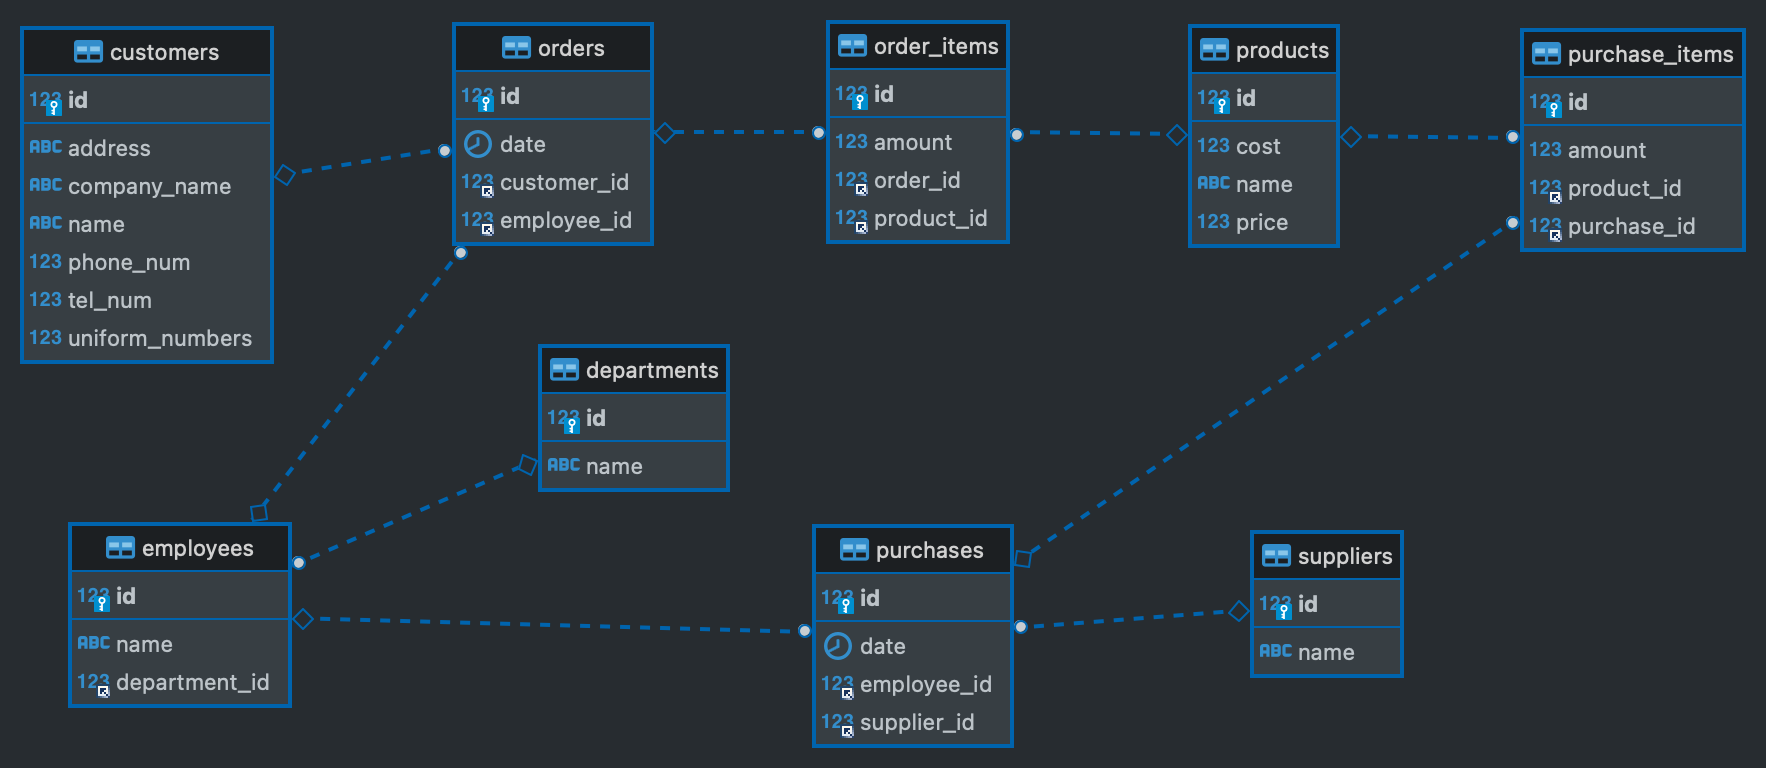 customers
123 id
ABC address
ABC company_name
ABC name
123 phone_num
123 tel_num
123 uniform_numbers
orders
123 id
date
123 customer_id
123 employee_id
order_items
123 id
123 amount
123 order_id
123 product_id
products
123 id
123 cost
ABC name
123 price
purchase_items
123 id
123 amount
123 product_id
123 purchase_id
departments
123 id
ABC name
employees
123 id
ABC name
123 department_id
purchases
123 id
date
123 employee_id
123 supplier_id
suppliers
123 id
ABC name